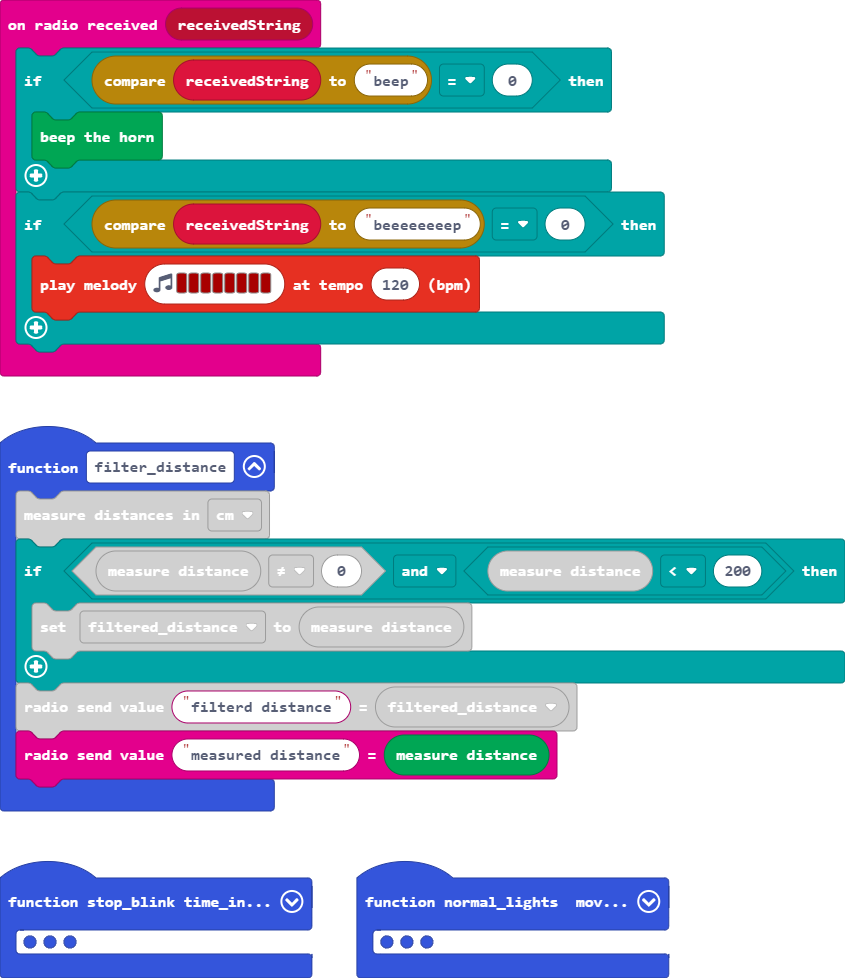 on radio received receivedString
if compare receivedString to "beep" = 0 then
beep the horn
if compare receivedString to "beeeeeeeep" = 0 then
play melody at tempo 120 (bpm)
function filter_distance
measure distances in cm
if measure distance ≠ 0 and measure distance < 200 then
set filtered_distance to measure distance
radio send value "filterd distance" = filtered_distance
radio send value "measured distance" = measure distance
function stop_blink time_in...
function normal_lights mov...